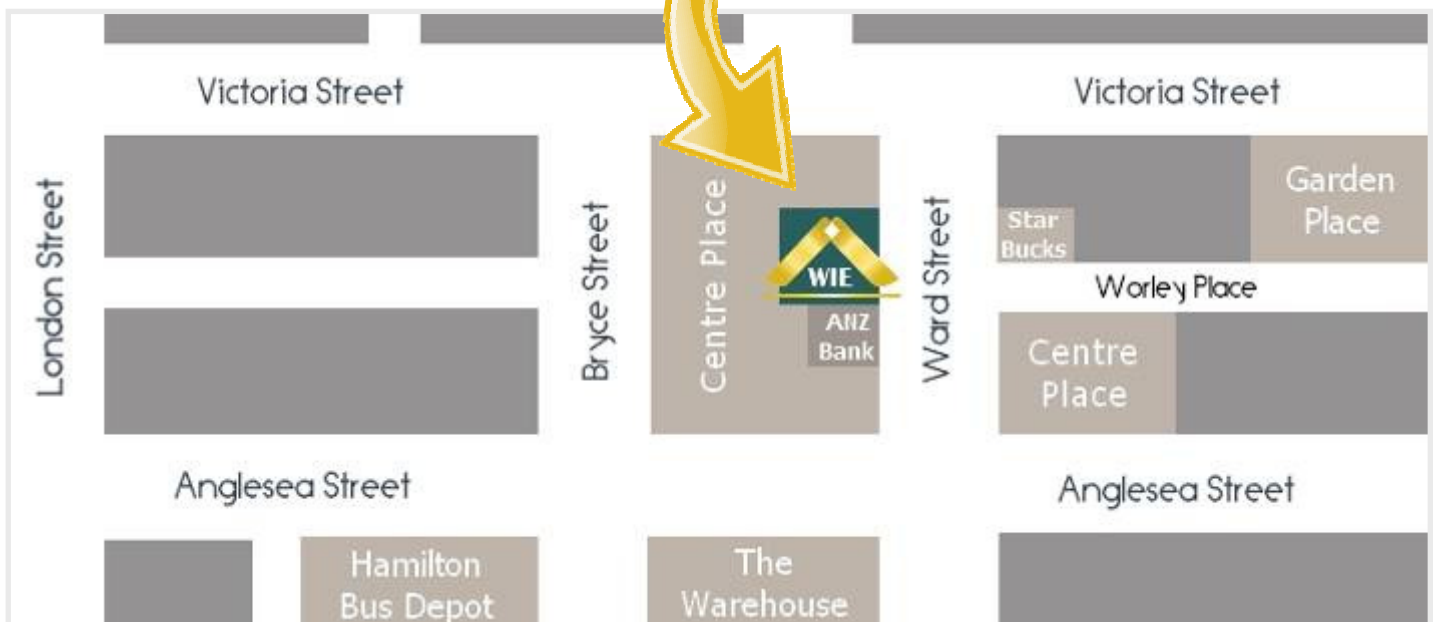 Victoria Street
Victoria Street
London Street
Bryce Street
Centre Place
WIE
ANZ
Bank
Ward Street
Star
Bucks
Garden
Place
Worley Place
Centre
Place
Anglesea Street
Anglesea Street
Hamilton
Bus Depot
The
Warehouse